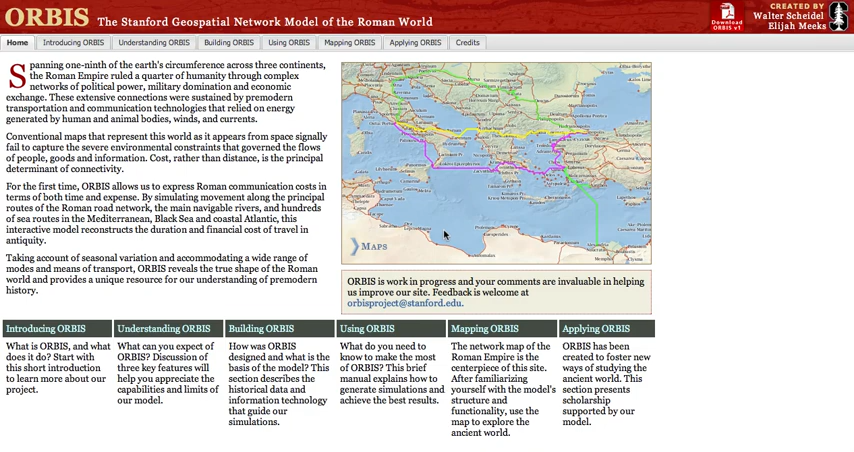 ORBIS The Stanford Geospatial Network Model of the Roman World
Download
ORBIS v1
CREATED BY
Walter Scheidel
Elijah Meeks
Home Introducing ORBIS Understanding ORBIS Building ORBIS Using ORBIS Mapping ORBIS Applying ORBIS Credits
Spanning one-ninth of the earth's circumference across three continents,
the Roman Empire ruled a quarter of humanity through complex
networks of political power, military domination and economic
exchange. These extensive connections were sustained by premodern
transportation and communication technologies that relied on energy
generated by human and animal bodies, winds, and currents.
Conventional maps that represent this world as it appears from space signally
fail to capture the severe environmental constraints that governed the flows
of people, goods and information. Cost, rather than distance, is the principal
determinant of connectivity.
For the first time, ORBIS allows us to express Roman communication costs in
terms of both time and expense. By simulating movement along the principal
routes of the Roman road network, the main navigable rivers, and hundreds
of sea routes in the Mediterranean, Black Sea and coastal Atlantic, this
interactive model reconstructs the duration and financial cost of travel in
antiquity.
Taking account of seasonal variation and accommodating a wide range of
modes and means of transport, ORBIS reveals the true shape of the Roman
world and provides a unique resource for our understanding of premodern
history.
❯ MAPS
ORBIS is work in progress and your comments are invaluable in helping
us improve our site. Feedback is welcome at
orbisproject@stanford.edu.
Introducing ORBIS
What is ORBIS, and what
does it do? Start with
this short introduction
to learn more about our
project.
Understanding ORBIS
What can you expect of
ORBIS? Discussion of
three key features will
help you appreciate the
capabilities and limits of
our model.
Building ORBIS
How was ORBIS
designed and what is the
basis of the model? This
section describes the
historical data and
information technology
that guide our
simulations.
Using ORBIS
What do you need to
know to make the most
of ORBIS? This brief
manual explains how to
generate simulations and
achieve the best results.
Mapping ORBIS
The network map of the
Roman Empire is the
centerpiece of this site.
After familiarizing
yourself with the model's
structure and
functionality, use the
map to explore the
ancient world.
Applying ORBIS
ORBIS has been
created to foster new
ways of studying the
ancient world. This
section presents
scholarship
supported by our
model.